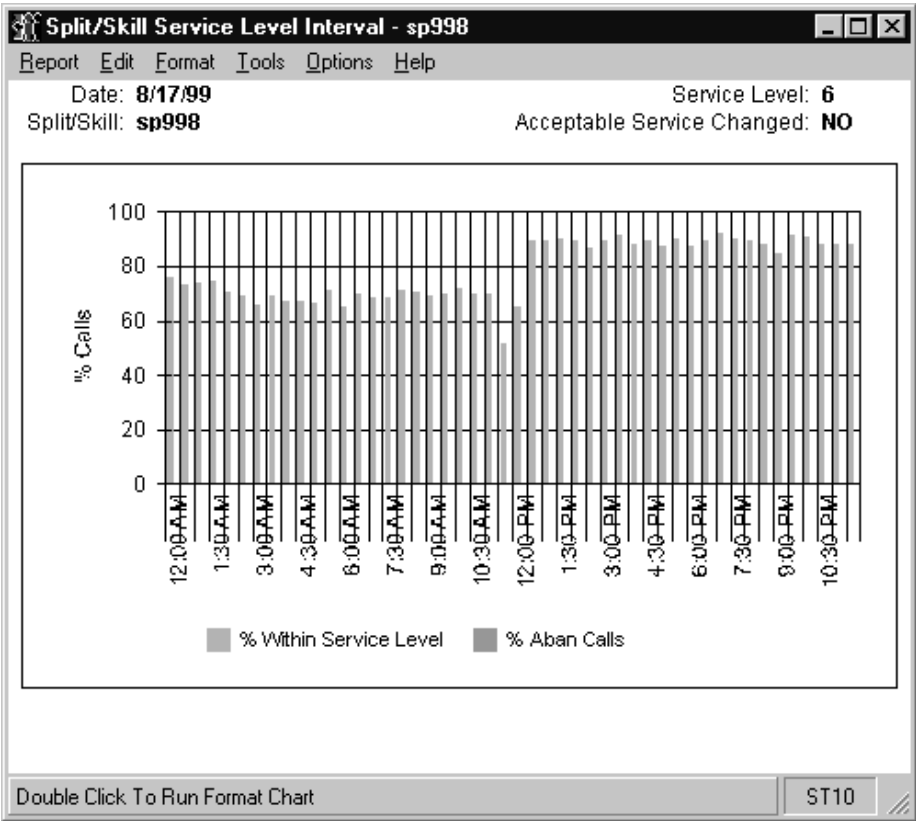 Split/Skill Service Level Interval - sp998
Report Edit Format Tools Options Help
Date: 8/17/99
Service Level: 6
Split/Skill: sp998
Acceptable Service Changed: NO
100
80
60
40
20
0
% Calls
12:00 AM
1:30 AM
3:00 AM
4:30 AM
6:00 AM
7:30 AM
9:00 AM
10:30 AM
12:00 PM
1:30 PM
3:00 PM
4:30 PM
6:00 PM
7:30 PM
9:00 PM
10:30 PM
% Within Service Level
% Aban Calls
Double Click To Run Format Chart
ST10